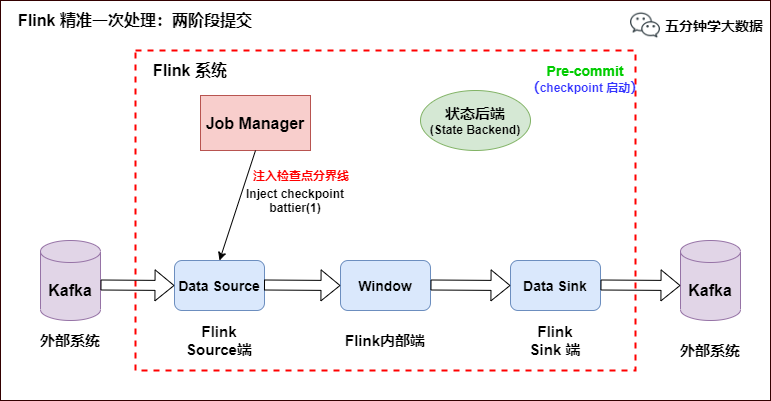 Flink 精准一次处理：两阶段提交
五分钟学大数据
Flink 系统
Pre-commit
（checkpoint 启动）
Job Manager
状态后端
(State Backend)
注入检查点分界线
Inject checkpoint
battier(1)
Kafka
Data Source
Window
Data Sink
Kafka
外部系统
Flink
Source端
Flink内部端
Flink
Sink 端
外部系统